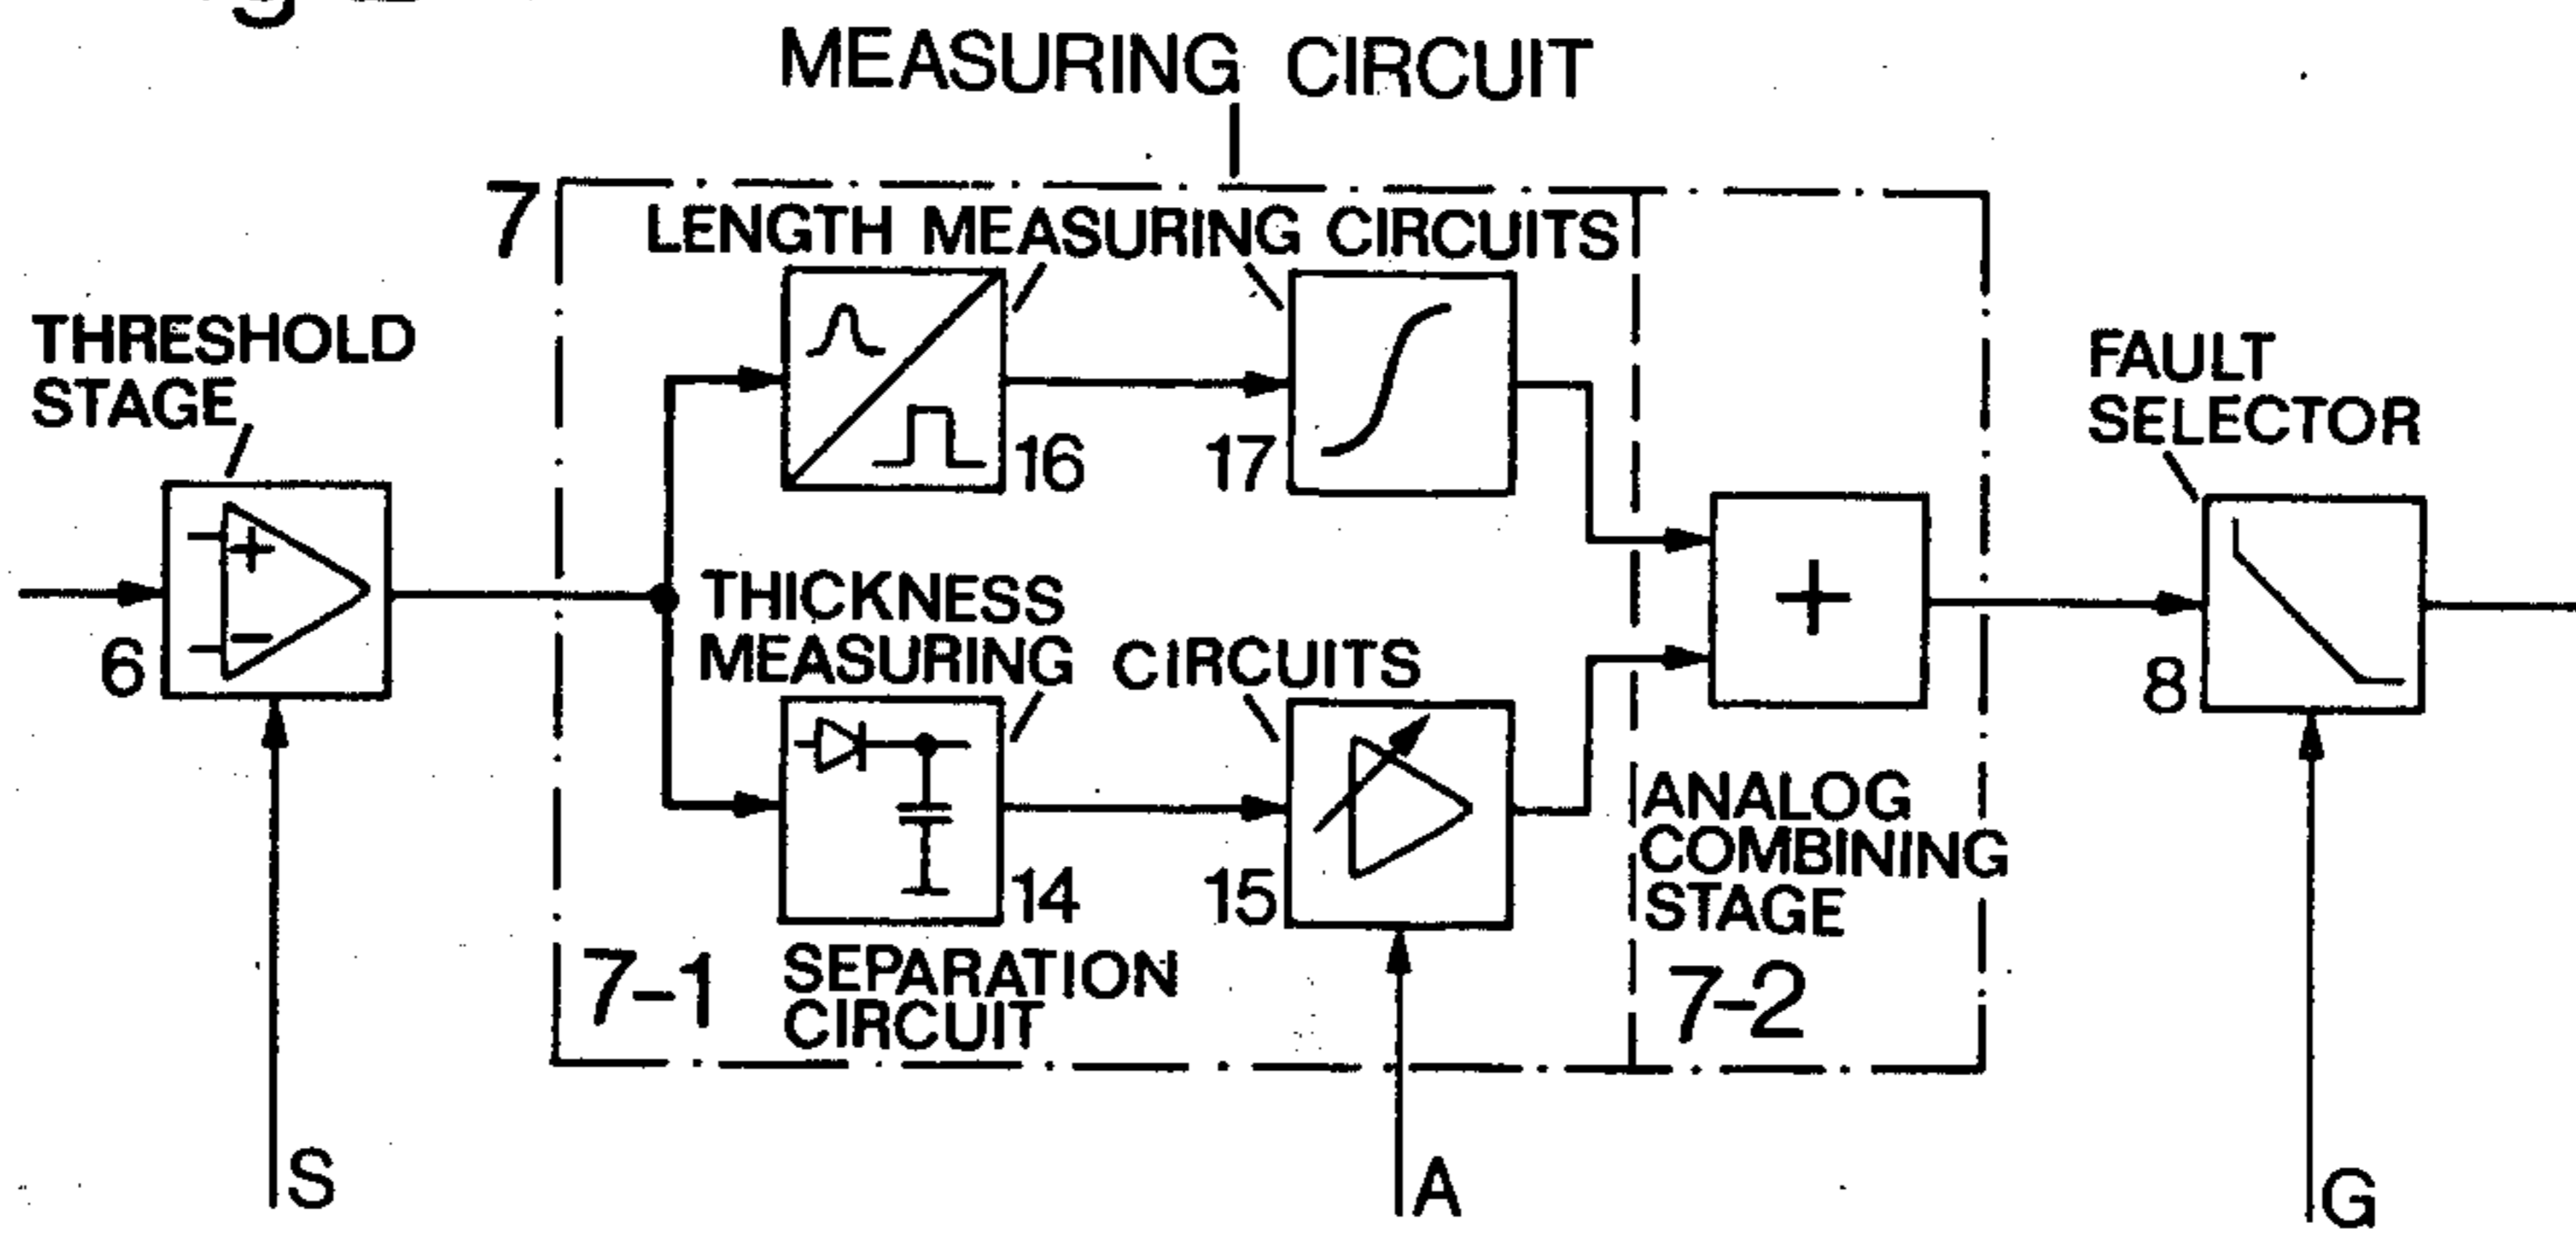 MEASURING CIRCUIT
7
LENGTH MEASURING CIRCUITS
THRESHOLD
STAGE
16
17
FAULT
SELECTOR
+
−
6
THICKNESS
MEASURING CIRCUITS
+
8
14
15
ANALOG
COMBINING
STAGE
7-1
SEPARATION
CIRCUIT
7-2
S
A
G